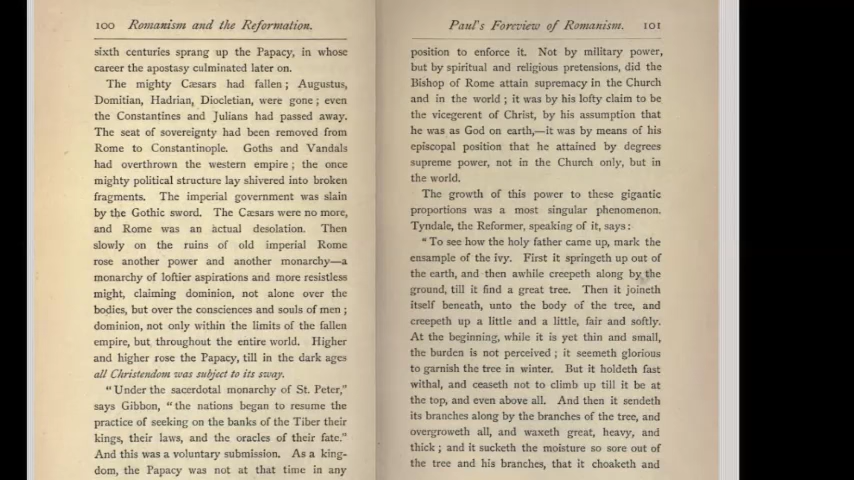 100 Romanism and the Reformation.
sixth centuries sprang up the Papacy, in whose
career the apostasy culminated later on.
The mighty Cæsars had fallen; Augustus,
Domitian, Hadrian, Diocletian, were gone; even
the Constantines and Julians had passed away.
The seat of sovereignty had been removed from
Rome to Constantinople. Goths and Vandals
had overthrown the western empire; the once
mighty political structure lay shivered into broken
fragments. The imperial government was slain
by the Gothic sword. The Cæsars were no more,
and Rome was an actual desolation. Then
slowly on the ruins of old imperial Rome
rose another power and another monarchy—a
monarchy of loftier aspirations and more resistless
might, claiming dominion, not alone over the
bodies, but over the consciences and souls of men;
dominion, not only within the limits of the fallen
empire, but throughout the entire world. Higher
and higher rose the Papacy, till in the dark ages
all Christendom was subject to its sway.
"Under the sacerdotal monarchy of St. Peter,"
says Gibbon, "the nations began to resume the
practice of seeking on the banks of the Tiber their
kings, their laws, and the oracles of their fate."
And this was a voluntary submission. As a king-
dom, the Papacy was not at that time in any
Paul's Foreview of Romanism. 101
position to enforce it. Not by military power,
but by spiritual and religious pretensions, did the
Bishop of Rome attain supremacy in the Church
and in the world; it was by his lofty claim to be
the vicegerent of Christ, by his assumption that
he was as God on earth,—it was by means of his
episcopal position that he attained by degrees
supreme power, not in the Church only, but in
the world.
The growth of this power to these gigantic
proportions was a most singular phenomenon.
Tyndale, the Reformer, speaking of it, says:
"To see how the holy father came up, mark the
ensample of the ivy. First it springeth up out of
the earth, and then awhile creepeth along by the
ground, till it find a great tree. Then it joineth
itself beneath, unto the body of the tree, and
creepeth up a little and a little, fair and softly.
At the beginning, while it is yet thin and small,
the burden is not perceived; it seemeth glorious
to garnish the tree in winter. But it holdeth fast
withal, and ceaseth not to climb up till it be at
the top, and even above all. And then it sendeth
its branches along by the branches of the tree, and
overgroweth all, and waxeth great, heavy, and
thick; and it sucketh the moisture so sore out of
the tree and his branches, that it choaketh and